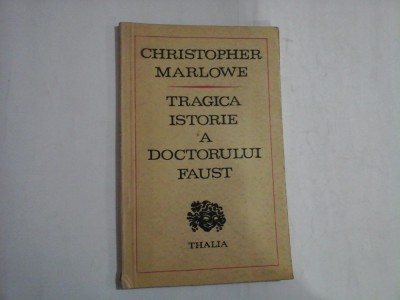 CHRISTOPHER
MARLOWE
TRAGICA
ISTORIE
A
DOCTORULUI
FAUST
THALIA